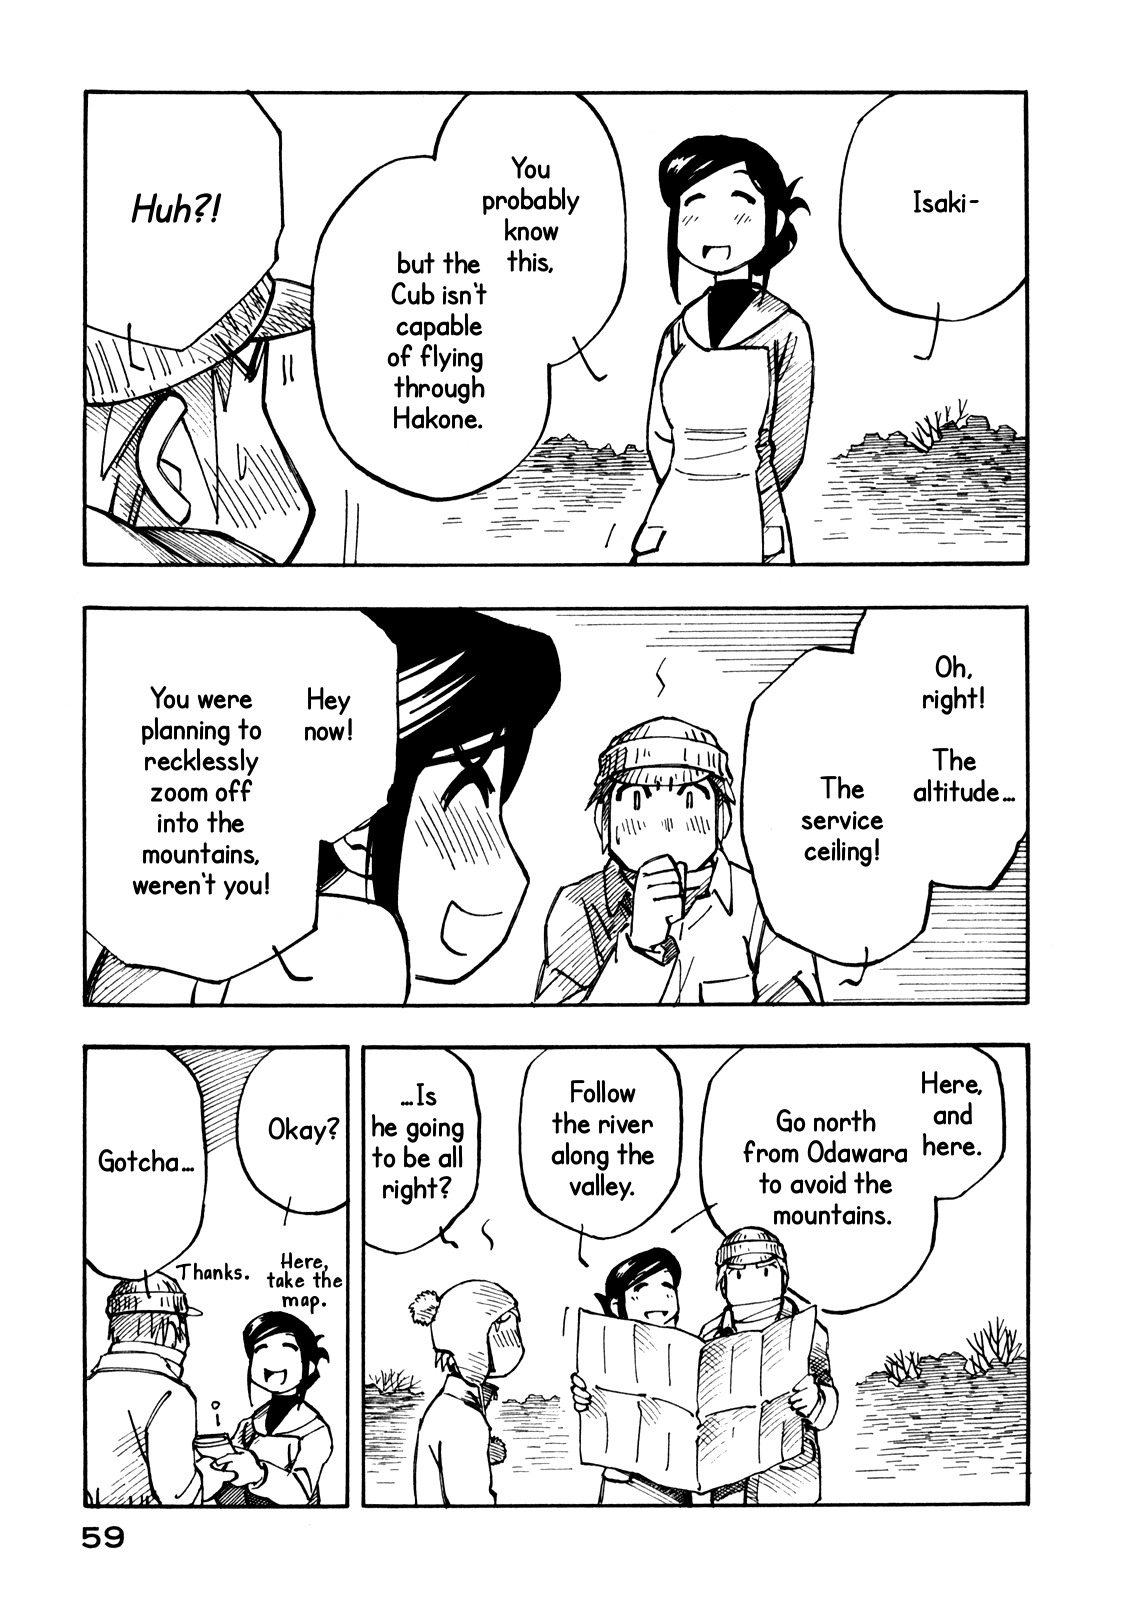 Isaki-
You
probably
know
this,
but the
Cub isn't
capable
of flying
through
Hakone.
Huh?!
Oh,
right!
The
altitude...
The
service
ceiling!
Hey
now!
You were
planning to
recklessly
zoom off
into the
mountains,
weren't you!
Here,
and
here.
Go north
from Odawara
to avoid the
mountains.
Follow
the river
along the
valley.
...Is
he going
to be all
right?
Okay?
Here,
take the
map.
Thanks.
Gotcha...
59